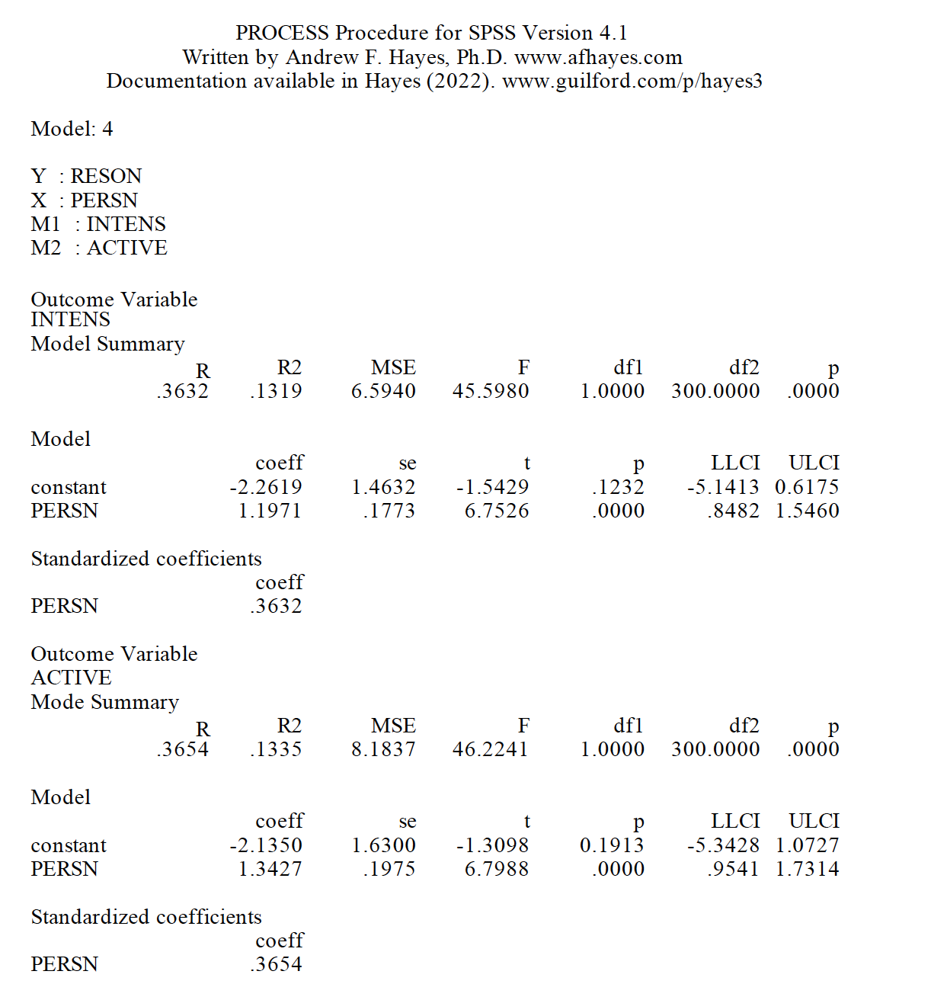 PROCESS Procedure for SPSS Version 4.1
Written by Andrew F. Hayes, Ph.D. www.afhayes.com
Documentation available in Hayes (2022). www.guilford.com/p/hayes3
Model: 4
Y : RESON
X : PERSN
M1 : INTENS
M2 : ACTIVE
Outcome Variable
INTENS
Model Summary
R R2 MSE F df1 df2 p
.3632 .1319 6.5940 45.5980 1.0000 300.0000 .0000
Model
coeff se t p LLCI ULCI
constant -2.2619 1.4632 -1.5429 .1232 -5.1413 0.6175
PERSN 1.1971 .1773 6.7526 .0000 .8482 1.5460
Standardized coefficients
coeff
PERSN .3632
Outcome Variable
ACTIVE
Mode Summary
R R2 MSE F df1 df2 p
.3654 .1335 8.1837 46.2241 1.0000 300.0000 .0000
Model
coeff se t p LLCI ULCI
constant -2.1350 1.6300 -1.3098 0.1913 -5.3428 1.0727
PERSN 1.3427 .1975 6.7988 .0000 .9541 1.7314
Standardized coefficients
coeff
PERSN .3654